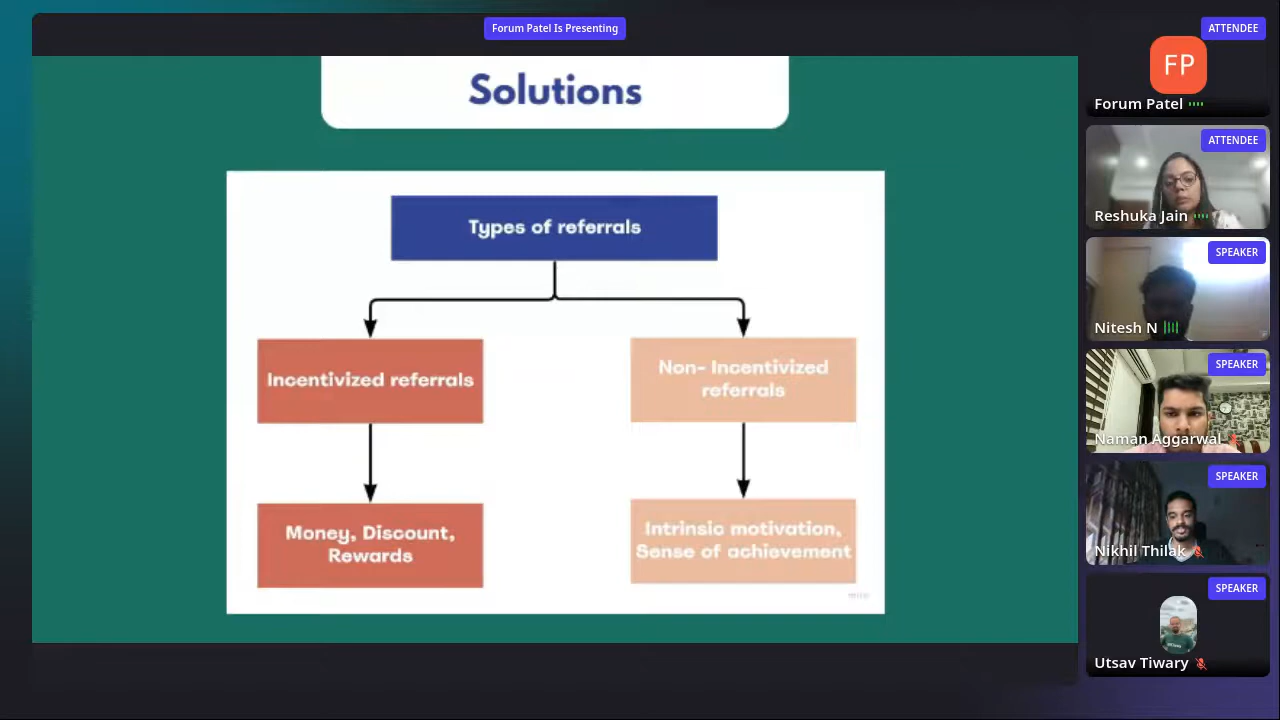 Forum Patel Is Presenting
Solutions
Types of referrals
Incentivized referrals
Non- Incentivized
referrals
Money, Discount,
Rewards
Intrinsic motivation,
Sense of achievement
miro
ATTENDEE
FP
Forum Patel
ATTENDEE
Reshuka Jain
SPEAKER
Nitesh N
SPEAKER
Naman Aggarwal
SPEAKER
Nikhil Thilak
SPEAKER
Utsav Tiwary